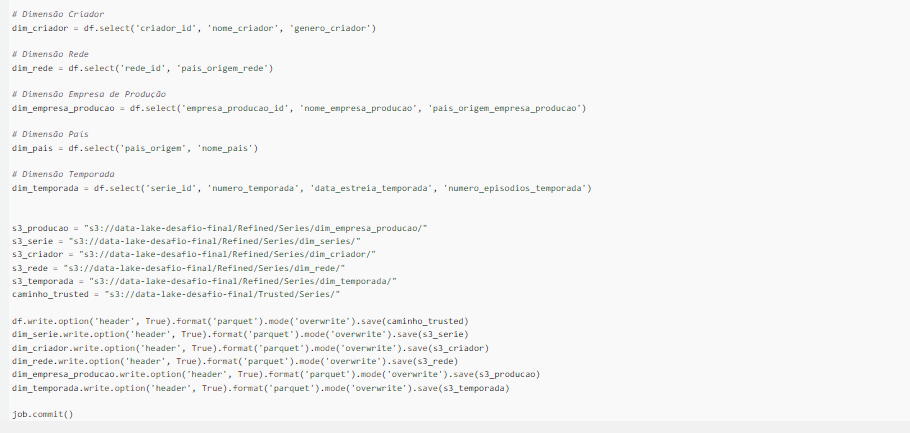 # Dimensão Criador
dim_criador = df.select('criador_id', 'nome_criador', 'genero_criador')
# Dimensão Rede
dim_rede = df.select('rede_id', 'pais_origem_rede')
# Dimensão Empresa de Produção
dim_empresa_producao = df.select('empresa_producao_id', 'nome_empresa_producao', 'pais_origem_empresa_producao')
# Dimensão País
dim_pais = df.select('pais_origem', 'nome_pais')
# Dimensão Temporada
dim_temporada = df.select('serie_id', 'numero_temporada', 'data_estreia_temporada', 'numero_episodios_temporada')
s3_producao = "s3://data-lake-desafio-final/Refined/Series/dim_empresa_producao/"
s3_serie = "s3://data-lake-desafio-final/Refined/Series/dim_series/"
s3_criador = "s3://data-lake-desafio-final/Refined/Series/dim_criador/"
s3_rede = "s3://data-lake-desafio-final/Refined/Series/dim_rede/"
s3_temporada = "s3://data-lake-desafio-final/Refined/Series/dim_temporada/"
caminho_trusted = "s3://data-lake-desafio-final/Trusted/Series/"
df.write.option('header', True).format('parquet').mode('overwrite').save(caminho_trusted)
dim_serie.write.option('header', True).format('parquet').mode('overwrite').save(s3_serie)
dim_criador.write.option('header', True).format('parquet').mode('overwrite').save(s3_criador)
dim_rede.write.option('header', True).format('parquet').mode('overwrite').save(s3_rede)
dim_empresa_producao.write.option('header', True).format('parquet').mode('overwrite').save(s3_producao)
dim_temporada.write.option('header', True).format('parquet').mode('overwrite').save(s3_temporada)
job.commit()